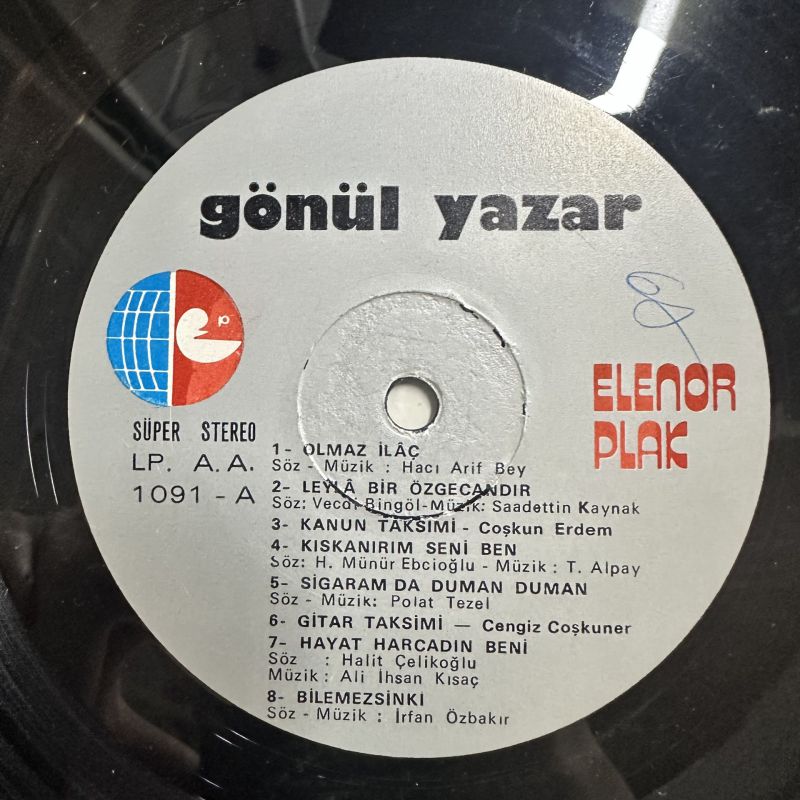 gönül yazar
ELENOR
PLAK
SÜPER STEREO
LP. A. A.
1091 - A
1- OLMAZ İLÂÇ
Söz - Müzik : Hacı Arif Bey
2- LEYLÂ BİR ÖZGECANDIR
Söz: Vecdi Bingöl - Müzik: Saadettin Kaynak
3- KANUN TAKSİMİ - Coşkun Erdem
4- KISKANIRIM SENİ BEN
Söz: H. Münür Ebcioğlu - Müzik : T. Alpay
5- SİGARAM DA DUMAN DUMAN
Söz - Müzik: Polat Tezel
6- GİTAR TAKSİMİ — Cengiz Coşkuner
7- HAYAT HARCADIN BENİ
Söz : Halit Çelikoğlu
Müzik : Ali İhsan Kısaç
8- BİLEMEZSİNKİ
Söz - Müzik : İrfan Özbakır